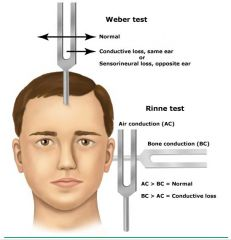 Weber test
Normal
Conductive loss, same ear
or
Sensorineural loss, opposite ear
Rinne test
Air conduction (AC)
Bone conduction (BC)
AC > BC = Normal
BC > AC = Conductive loss